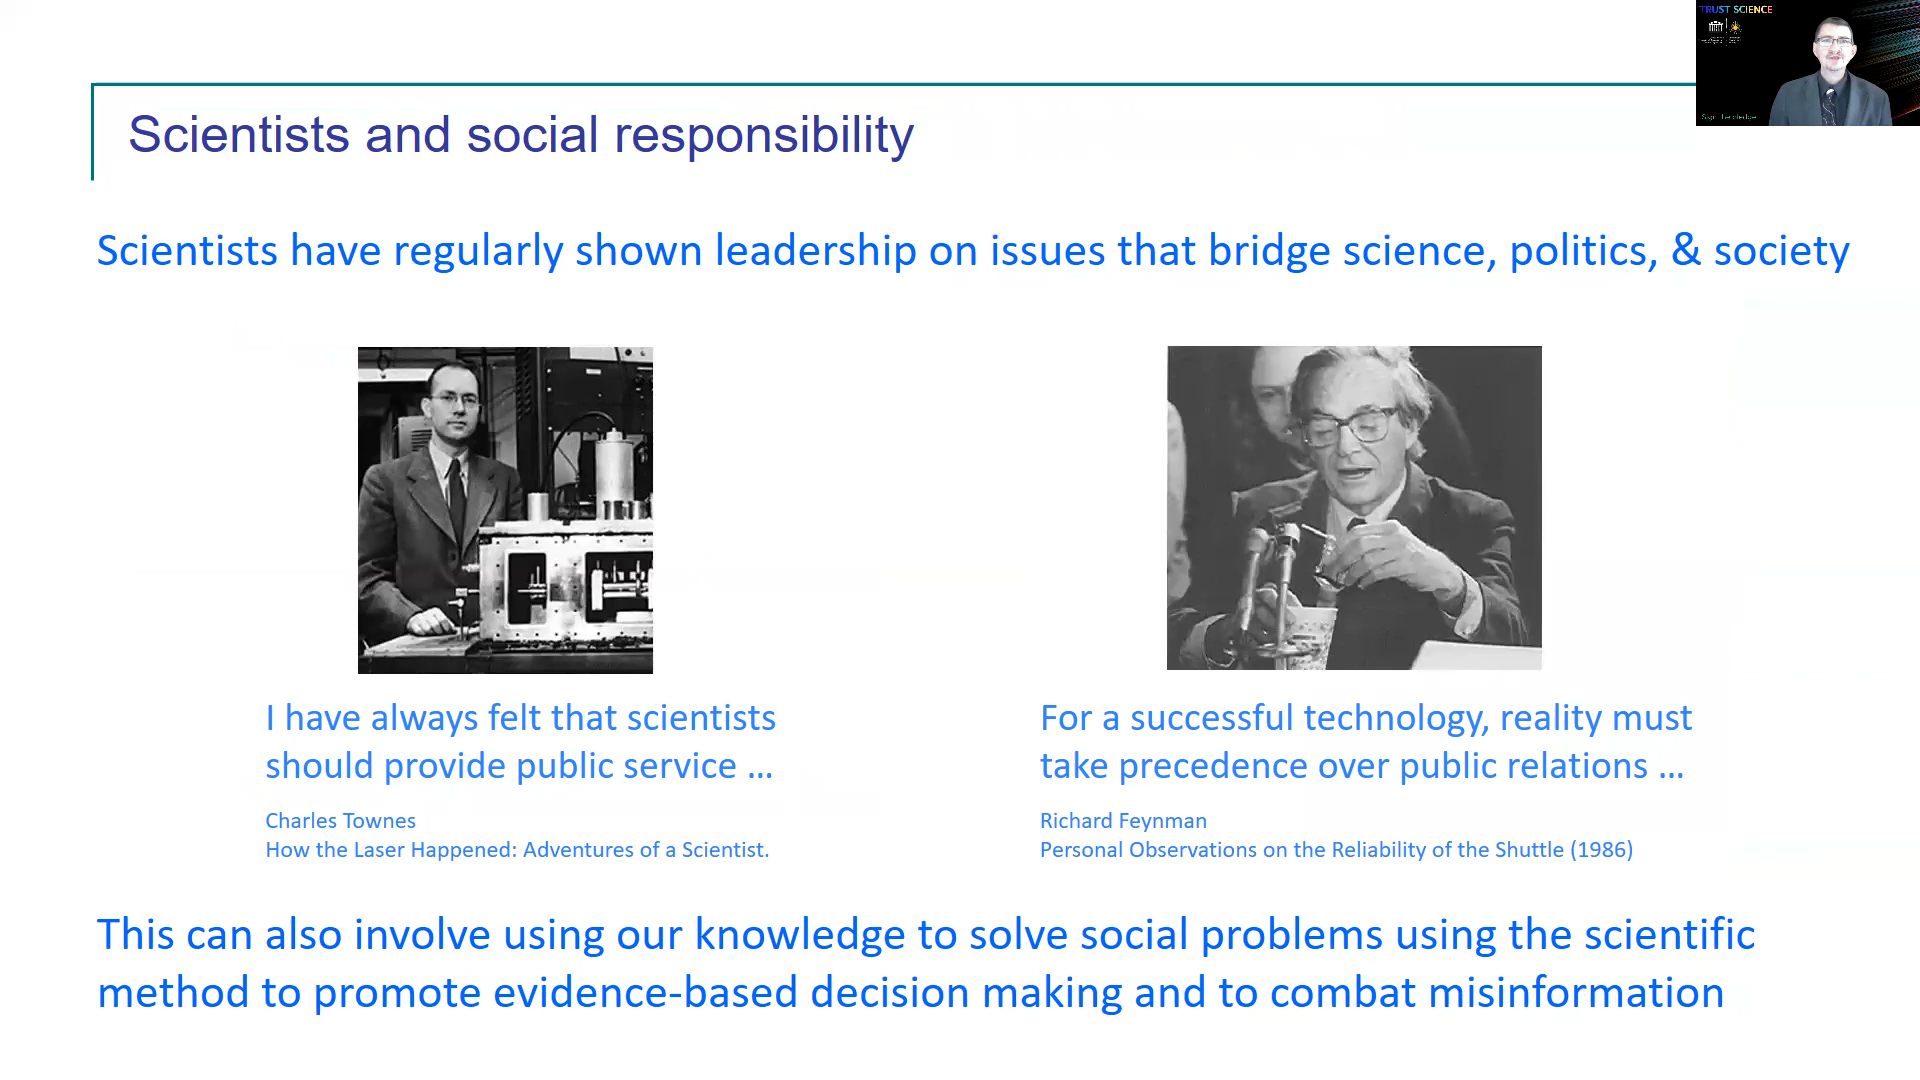 TRUST SCIENCE
Scientists and social responsibility
Scientists have regularly shown leadership on issues that bridge science, politics, & society
I have always felt that scientists
should provide public service ...
Charles Townes
How the Laser Happened: Adventures of a Scientist.
For a successful technology, reality must
take precedence over public relations ...
Richard Feynman
Personal Observations on the Reliability of the Shuttle (1986)
This can also involve using our knowledge to solve social problems using the scientific
method to promote evidence-based decision making and to combat misinformation